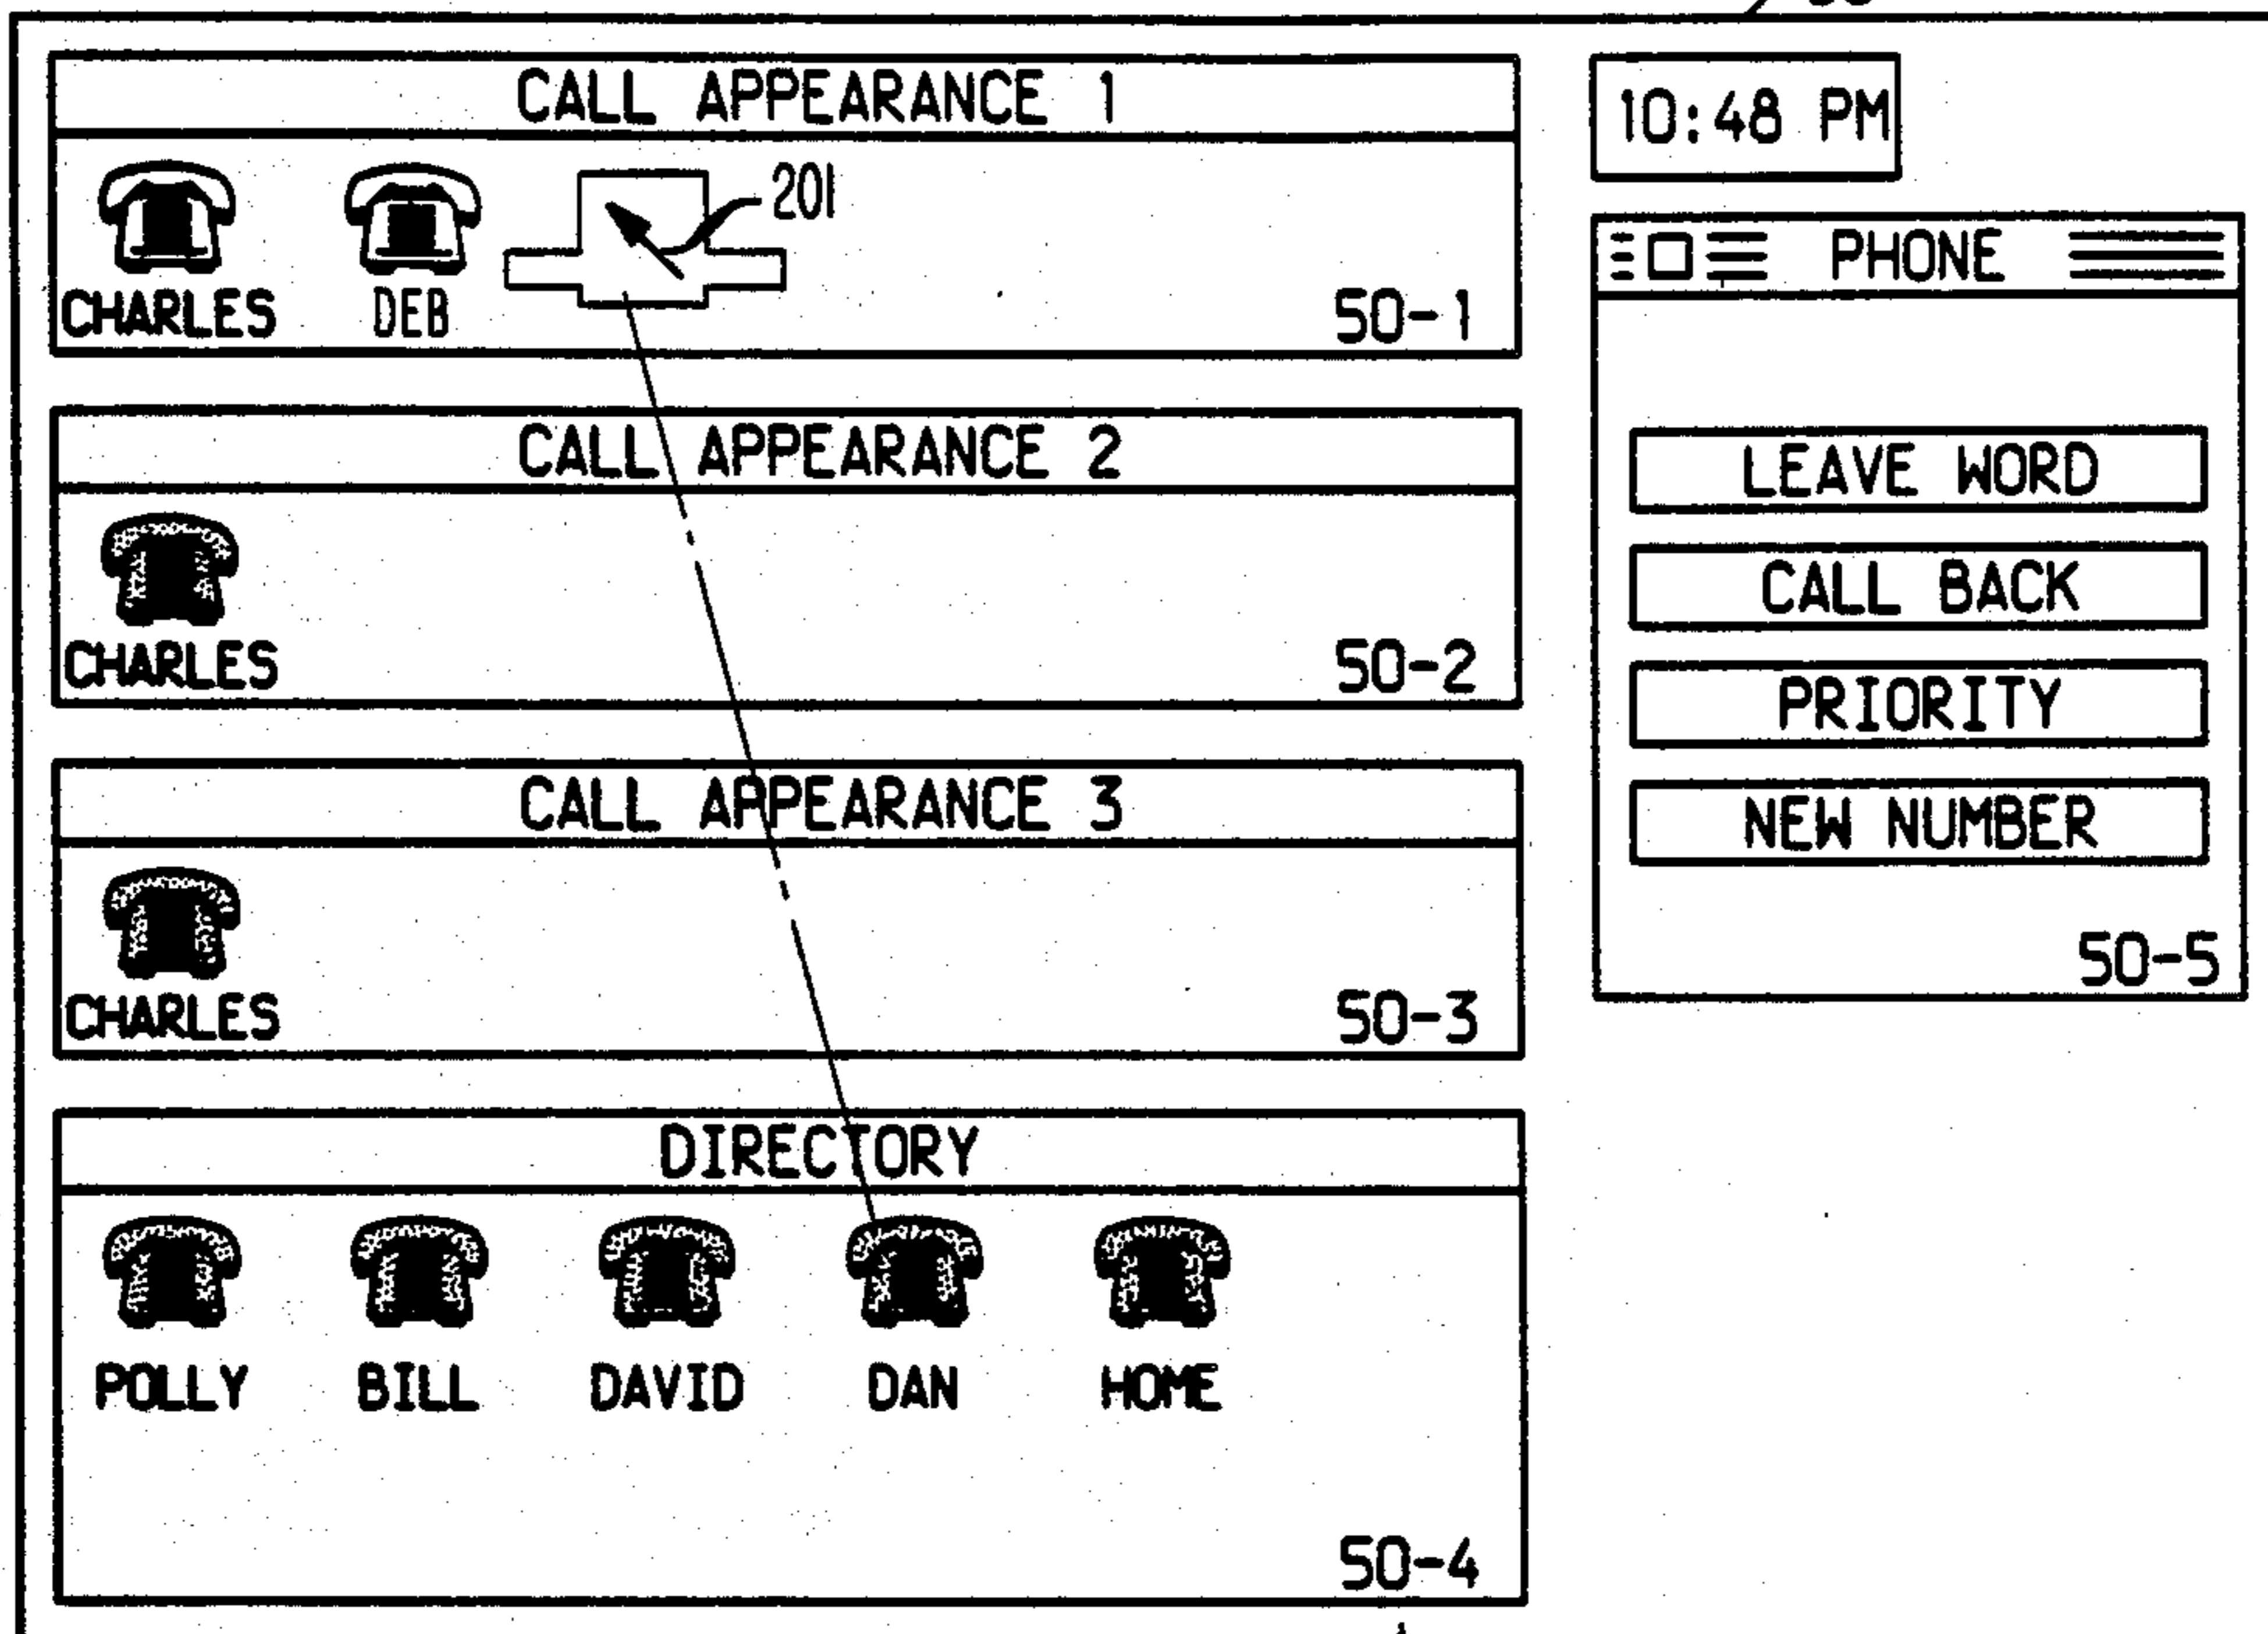 CALL APPEARANCE 1
CHARLES
DEB
201
50-1
CALL APPEARANCE 2
CHARLES
50-2
CALL APPEARANCE 3
CHARLES
50-3
DIRECTORY
POLLY
BILL
DAVID
DAN
HOME
50-4
10:48 PM
PHONE
LEAVE WORD
CALL BACK
PRIORITY
NEW NUMBER
50-5